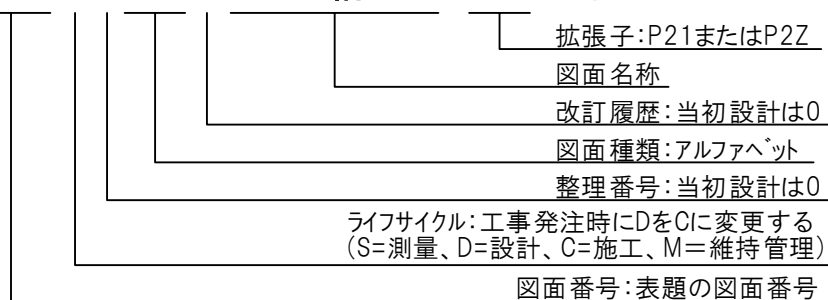 拡張子:P21またはP2Z
図面名称
改訂履歴:当初設計は0
図面種類:アルファベット
整理番号:当初設計は0
ライフサイクル:工事発注時にDをCに変更する
(S=測量、D=設計、C=施工、M=維持管理)
図面番号:表題の図面番号